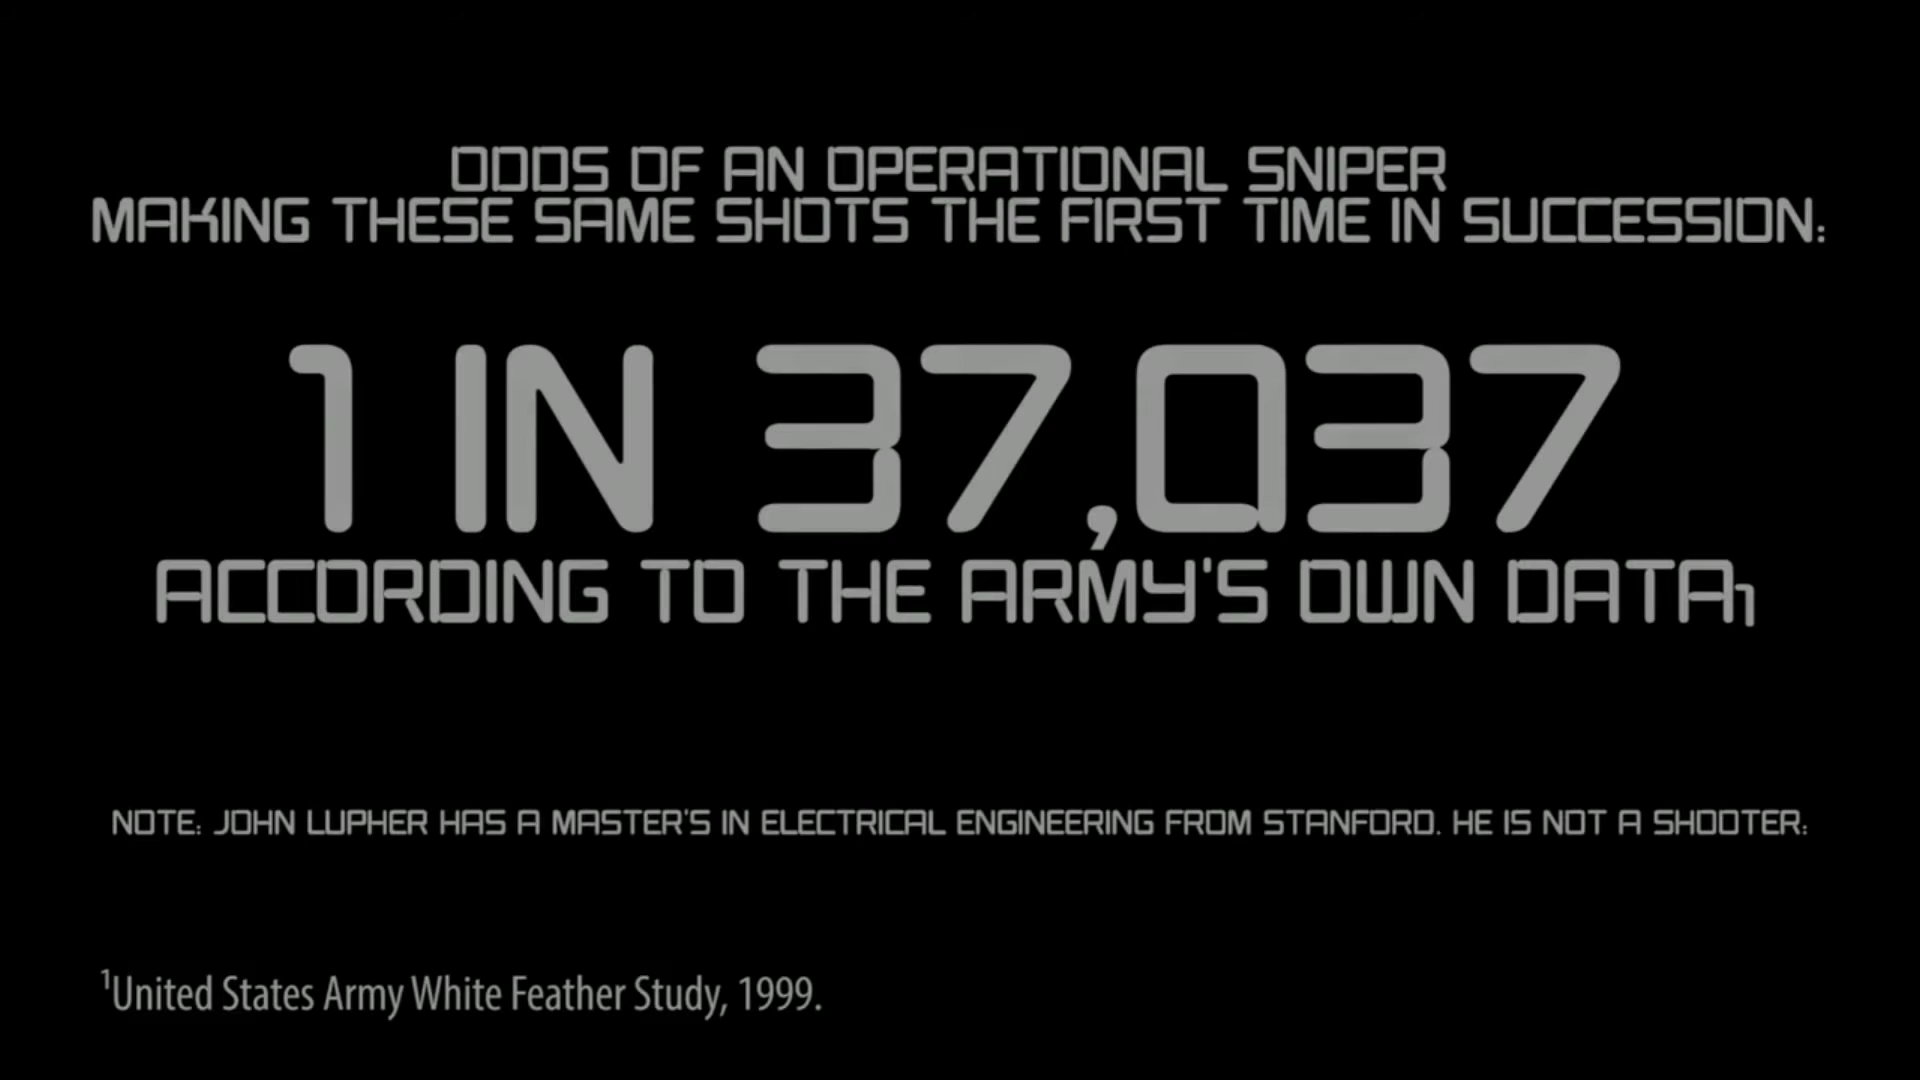 ODDS OF AN OPERATIONAL SNIPER
MAKING THESE SAME SHOTS THE FIRST TIME IN SUCCESSION:
1 IN 37,037
ACCORDING TO THE ARMY'S OWN DATA1
NOTE: JOHN LUPHER HAS A MASTER'S IN ELECTRICAL ENGINEERING FROM STANFORD. HE IS NOT A SHOOTER:
¹United States Army White Feather Study, 1999.